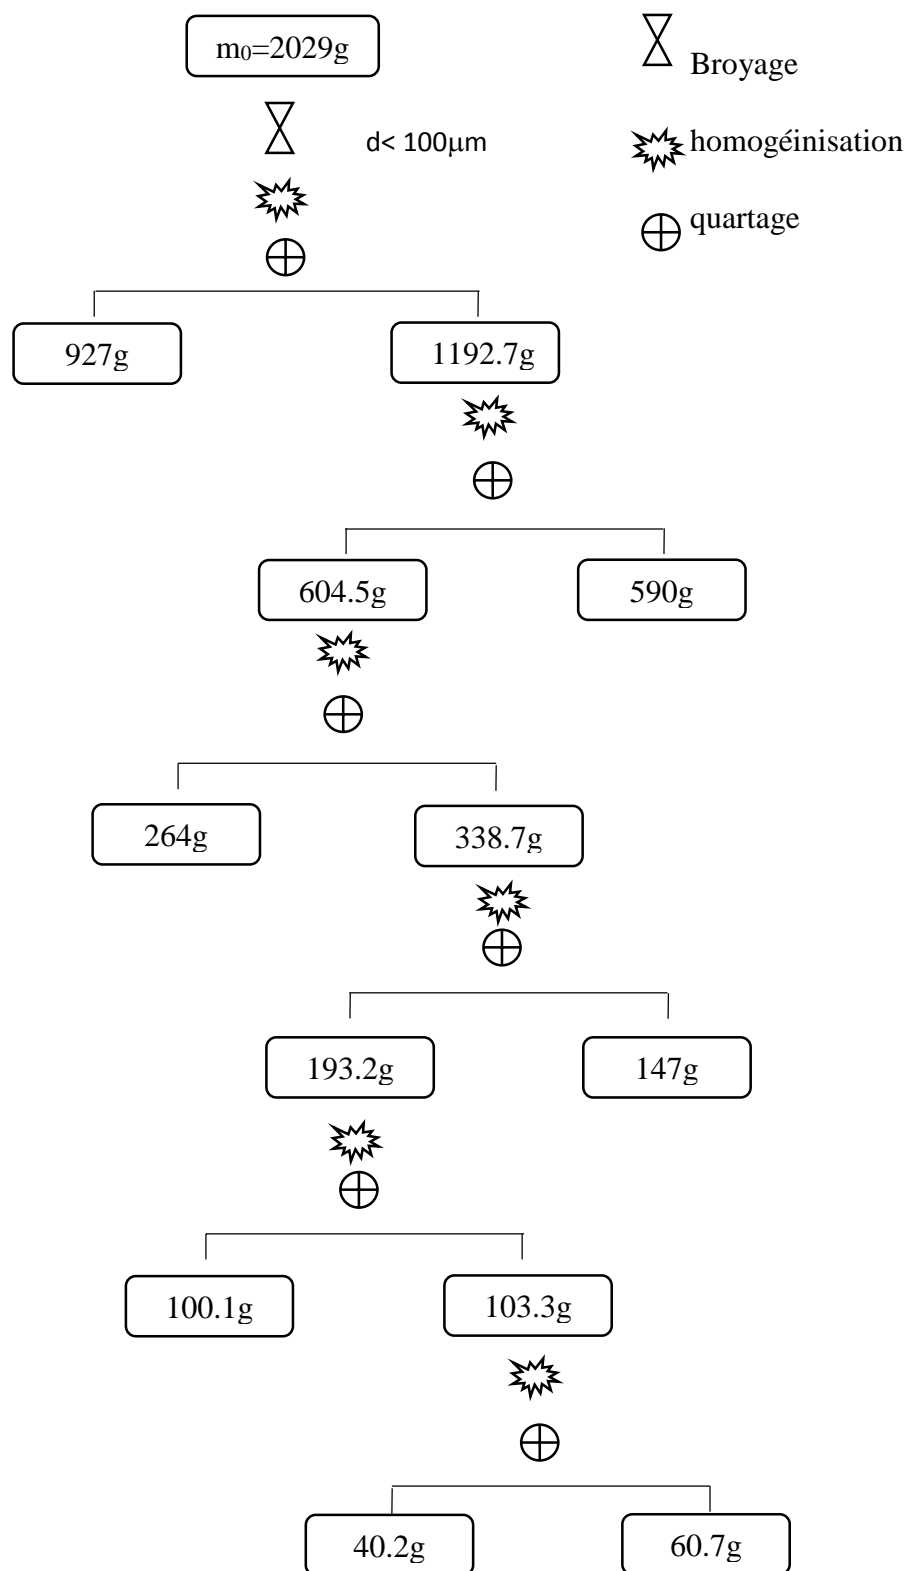 m₀=2029g
Broyage
d< 100μm
homogéinisation
quartage
927g
1192.7g
604.5g
590g
264g
338.7g
193.2g
147g
100.1g
103.3g
40.2g
60.7g